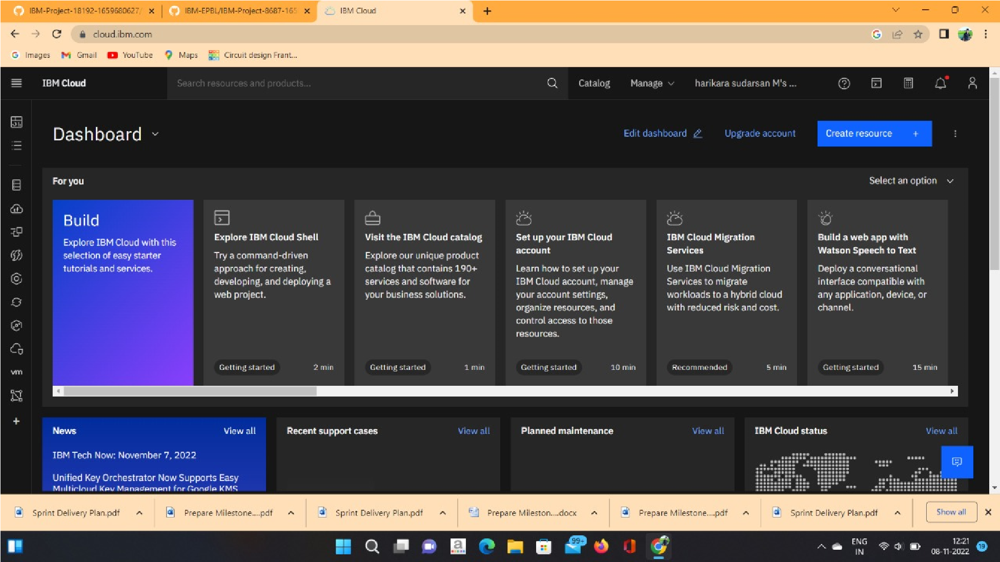 IBM-Project-18192-1659680627/
IBM-EPBL/IBM-Project-8687-165
IBM Cloud
cloud.ibm.com
Images
Gmail
YouTube
Maps
Circuit design Frant...
IBM Cloud
Search resources and products...
Catalog
Manage
harikara sudarsan M's ...
Dashboard
Edit dashboard
Upgrade account
Create resource +
For you
Select an option
Build
Explore IBM Cloud with this
selection of easy starter
tutorials and services.
Explore IBM Cloud Shell
Try a command-driven
approach for creating,
developing, and deploying a
web project.
Getting started
2 min
Visit the IBM Cloud catalog
Explore our unique product
catalog that contains 190+
services and software for
your business solutions.
Getting started
1 min
Set up your IBM Cloud
account
Learn how to set up your
IBM Cloud account, manage
your account settings,
organize resources, and
control access to those
resources.
Getting started
10 min
IBM Cloud Migration
Services
Use IBM Cloud Migration
Services to migrate
workloads to a hybrid cloud
with reduced risk and cost.
Recommended
5 min
Build a web app with
Watson Speech to Text
Deploy a conversational
interface compatible with
any application, device, or
channel.
Getting started
15 min
vm
News
View all
IBM Tech Now: November 7, 2022
Unified Key Orchestrator Now Supports Easy
Multicloud Key Management for Google KMS
Recent support cases
View all
Planned maintenance
View all
IBM Cloud status
View all
Sprint Delivery Plan.pdf
Prepare Milestone....pdf
Sprint Delivery Plan.pdf
Prepare Mileston....docx
Prepare Milestone....pdf
Sprint Delivery Plan.pdf
Show all
a
99+
ENG
IN
12:21
08-11-2022
19